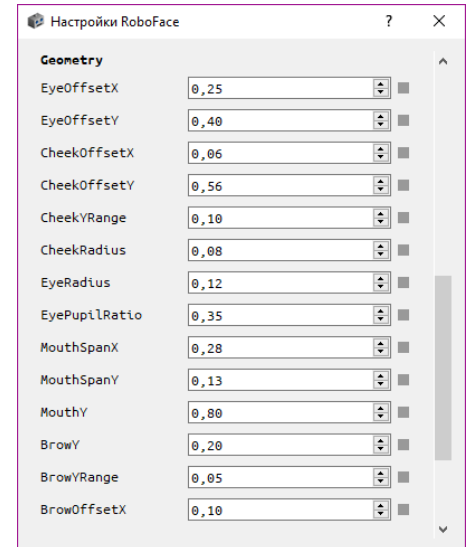 Настройки RoboFace ?
Geometry
EyeOffsetX 0,25
EyeOffsetY 0,40
CheekOffsetX 0,06
CheekOffsetY 0,56
CheekYRange 0,10
CheekRadius 0,08
EyeRadius 0,12
EyePupilRatio 0,35
MouthSpanX 0,28
MouthSpanY 0,13
MouthY 0,80
BrowY 0,20
BrowYRange 0,05
BrowOffsetX 0,10